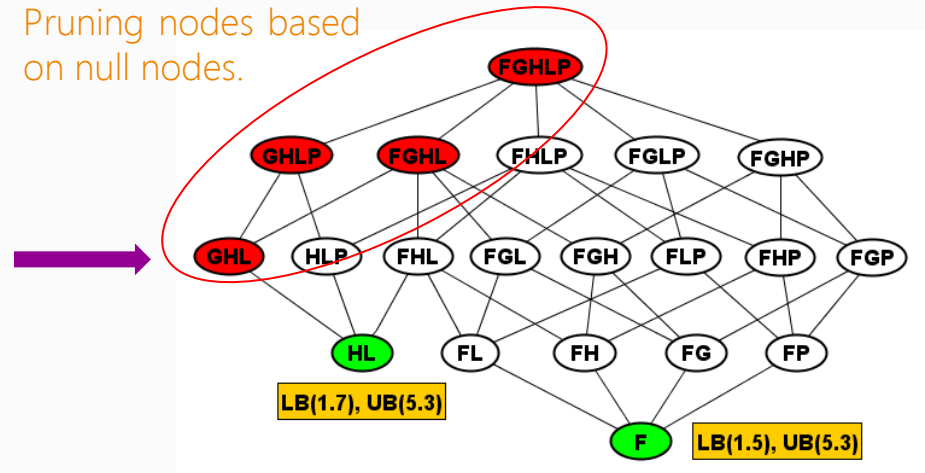 Pruning nodes based
on null nodes.
FGHLP
GHLP FGHL FHLP FGLP FGHP
GHL HLP FHL FGL FGH FLP FHP FGP
HL FL FH FG FP
LB(1.7), UB(5.3)
F LB(1.5), UB(5.3)